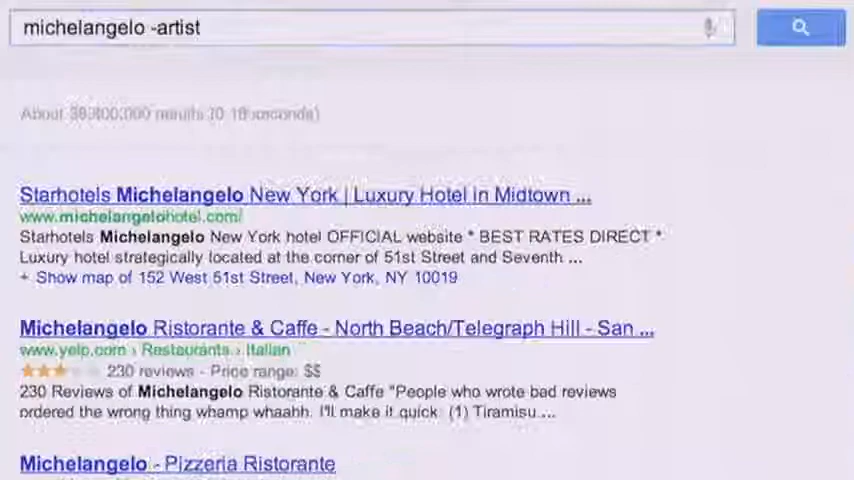 michelangelo -artist
Starhotels Michelangelo New York | Luxury Hotel in Midtown ...
www.michelangelohotel.com/
Starhotels Michelangelo New York hotel OFFICIAL website * BEST RATES DIRECT *
Luxury hotel strategically located at the corner of 51st Street and Seventh ...
+ Show map of 152 West 51st Street, New York, NY 10019
Michelangelo Ristorante & Caffe - North Beach/Telegraph Hill - San ...
www.yelp.com › Restaurants › Italian
230 reviews - Price range: $$
230 Reviews of Michelangelo Ristorante & Caffe "People who wrote bad reviews
ordered the wrong thing whamp whaahh. I'll make it quick: (1) Tiramisu ...
Michelangelo - Pizzeria Ristorante